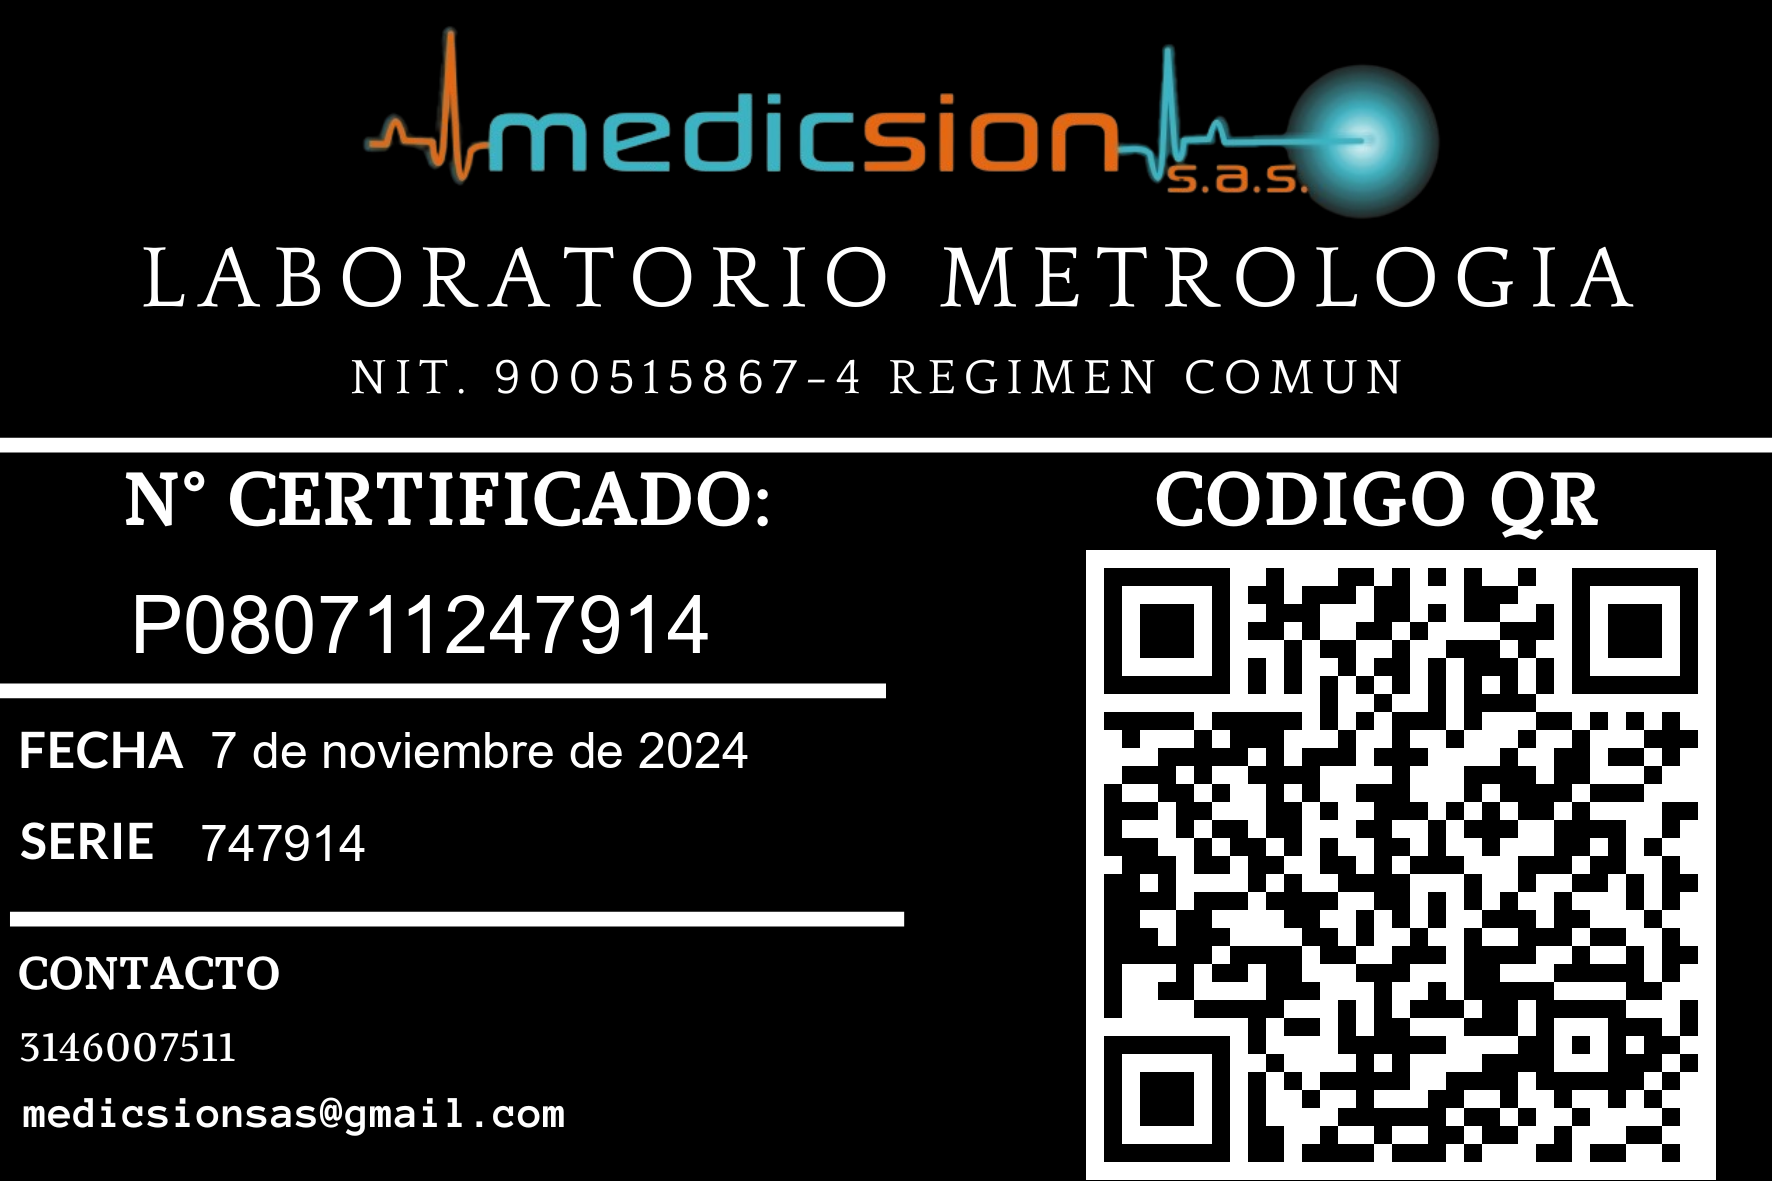 medicsion
s.a.s.
LABORATORIO METROLOGIA
NIT. 900515867-4 REGIMEN COMUN
N° CERTIFICADO:
P080711247914
FECHA 7 de noviembre de 2024
SERIE 747914
CONTACTO
3146007511
medicsionsas@gmail.com
CODIGO QR